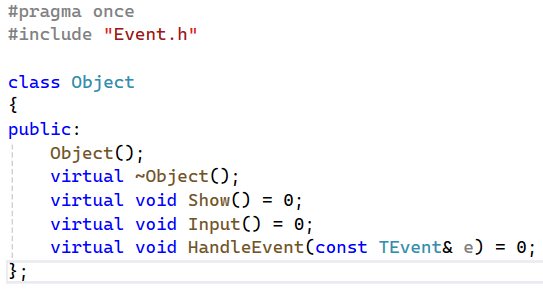 #pragma once
#include "Event.h"
class Object
{
public:
Object();
virtual ~Object();
virtual void Show() = 0;
virtual void Input() = 0;
virtual void HandleEvent(const TEvent& e) = 0;
};